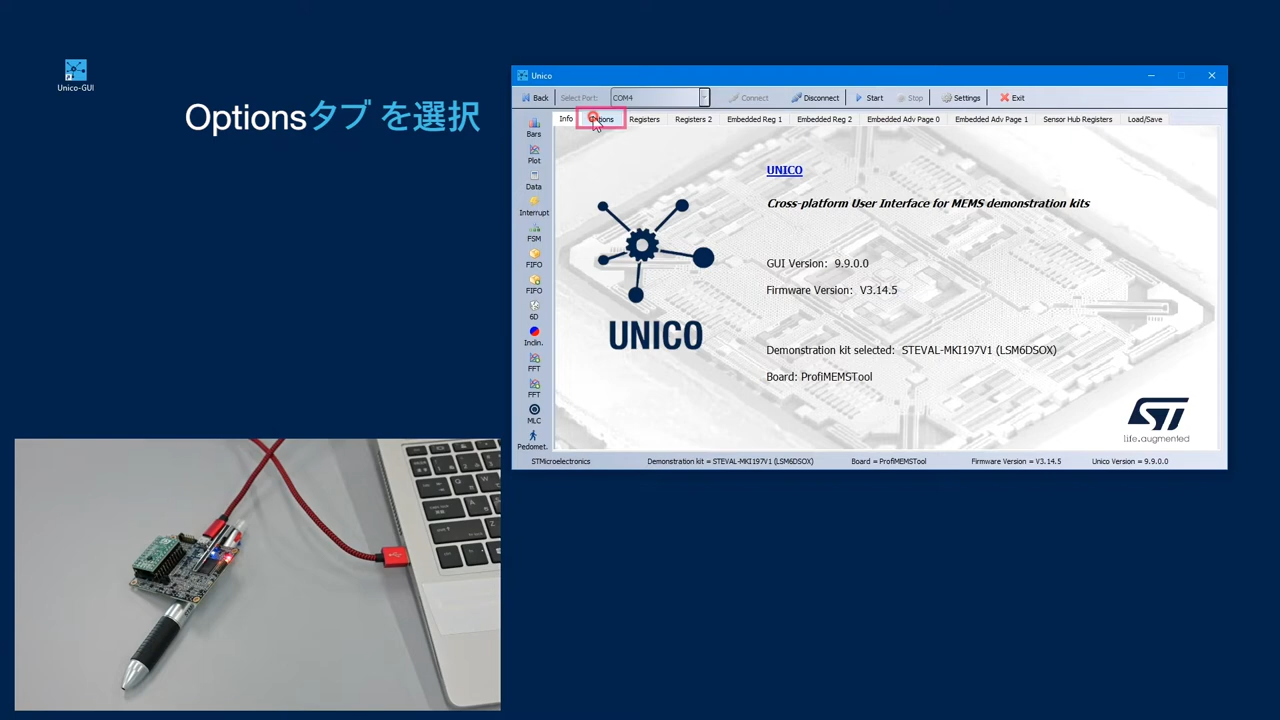 Unico-GUI
Optionsタブ を選択
Unico
Back
Select Port:
COM4
Connect
Disconnect
Start
Stop
Settings
Exit
Info
Registers
Registers 2
Embedded Reg 1
Embedded Reg 2
Embedded Adv Page 0
Embedded Adv Page 1
Sensor Hub Registers
Load/Save
Bars
Plot
Data
Interrupt
FSM
FIFO
FIFO
6D
Indin.
FFT
FFT
MLC
Pedomet.
UNICO
UNICO
Cross-platform User Interface for MEMS demonstration kits
GUI Version: 9.9.0.0
Firmware Version: V3.14.5
Demonstration kit selected: STEVAL-MKI197V1 (LSM6DSOX)
Board: ProfiMEMSTool
ST
life.augmented
STMicroelectronics
Demonstration kit = STEVAL-MKI197V1 (LSM6DSOX)
Board = ProfiMEMSTool
Firmware Version = V3.14.5
Unico Version = 9.9.0.0